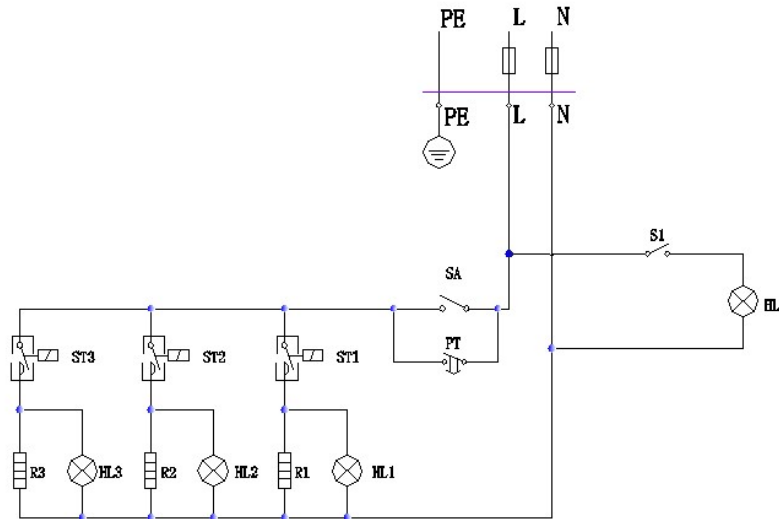 PE L N
PE L N
S1
SA
HL
PT
ST3 ST2 ST1
R3 HL3 R2 HL2 R1 HL1